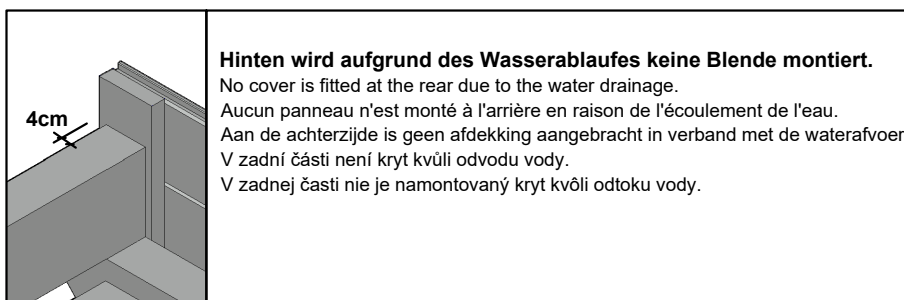 4cm
Hinten wird aufgrund des Wasserablaufes keine Blende montiert.
No cover is fitted at the rear due to the water drainage.
Aucun panneau n'est monté à l'arrière en raison de l'écoulement de l'eau.
Aan de achterzijde is geen afdekking aangebracht in verband met de waterafvoer
V zadní části není kryt kvůli odvodu vody.
V zadnej časti nie je namontovaný kryt kvôli odtoku vody.